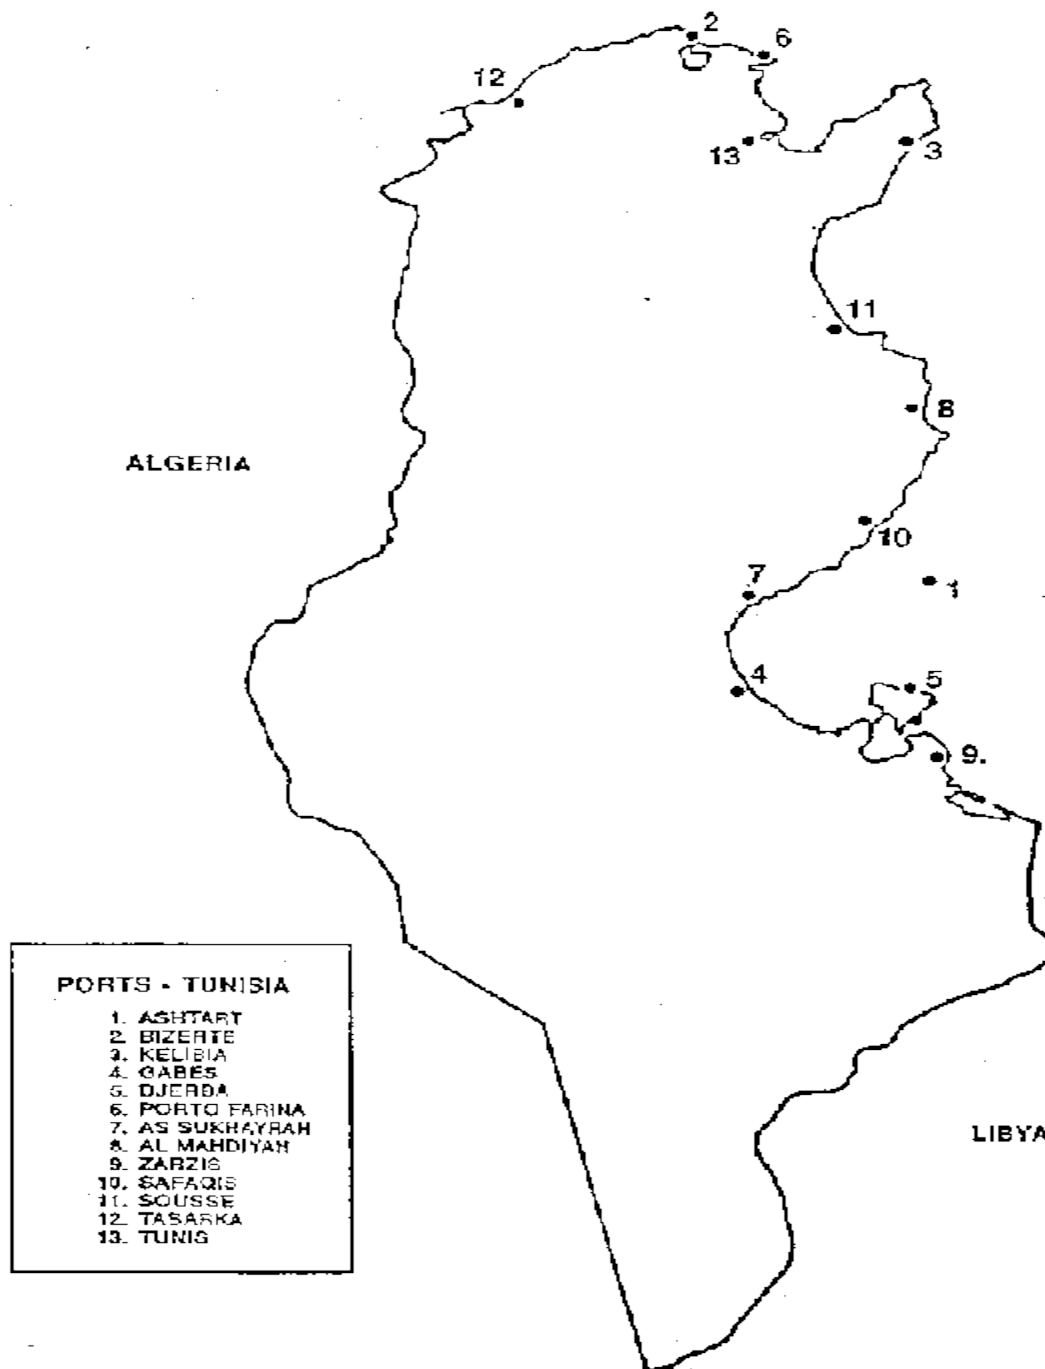 2
6
12
13
3
11
8
ALGERIA
10
7
1
4
5
9.
PORTS - TUNISIA
1. ASHTART
2. BIZERTE
3. KELIBIA
4. GABES
5. DJERBA
6. PORTO FARINA
7. AS SUKHAYRAH
8. AL MAHDIYAH
9. ZARZIS
10. SAFAQIS
11. SOUSSE
12. TABARKA
13. TUNIS
LIBYA